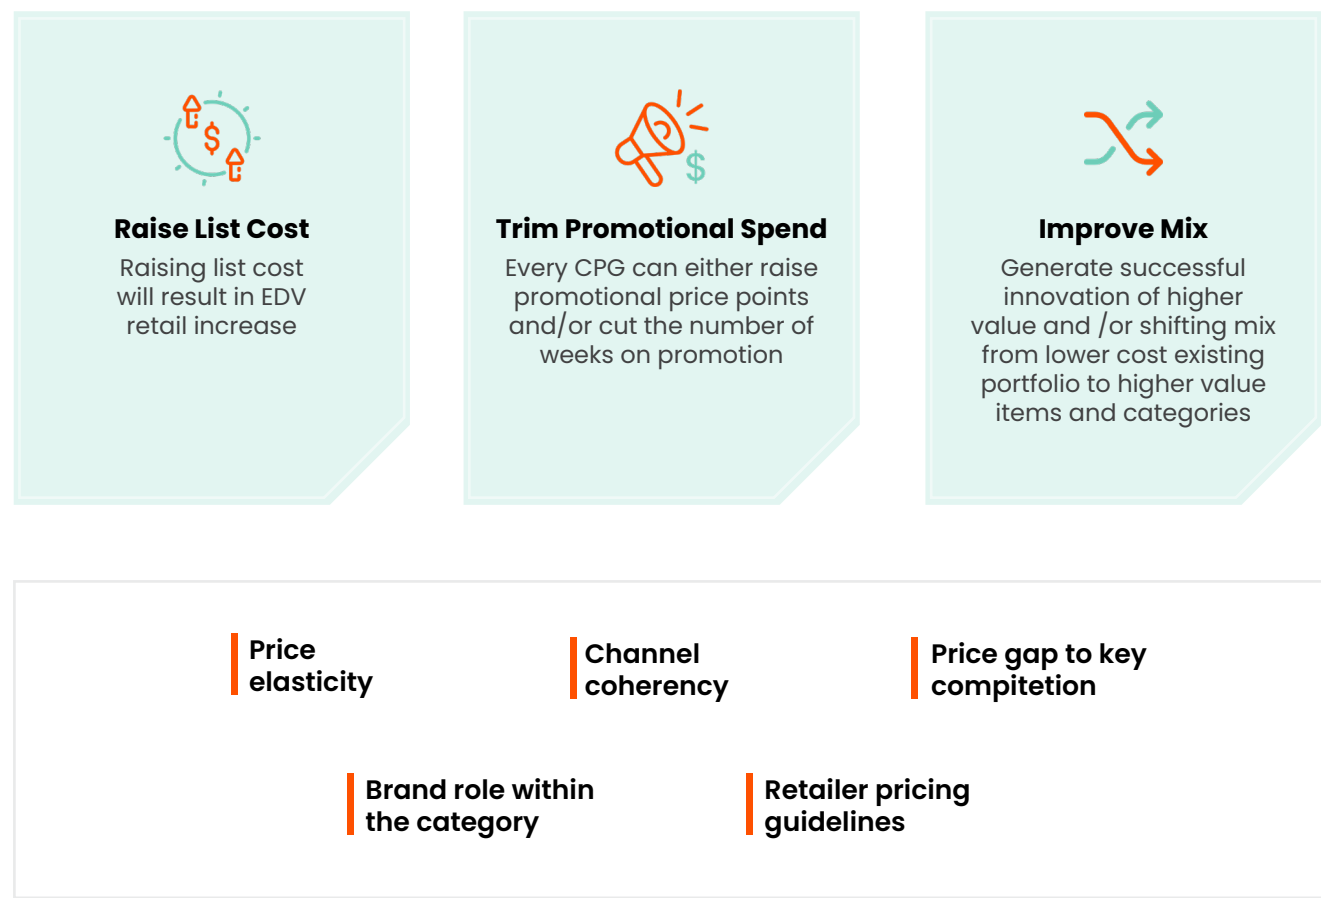 Raise List Cost
Raising list cost
will result in EDV
retail increase
Trim Promotional Spend
Every CPG can either raise
promotional price points
and/or cut the number of
weeks on promotion
Improve Mix
Generate successful
innovation of higher
value and /or shifting mix
from lower cost existing
portfolio to higher value
items and categories
Price
elasticity
Channel
coherency
Price gap to key
compitetion
Brand role within
the category
Retailer pricing
guidelines